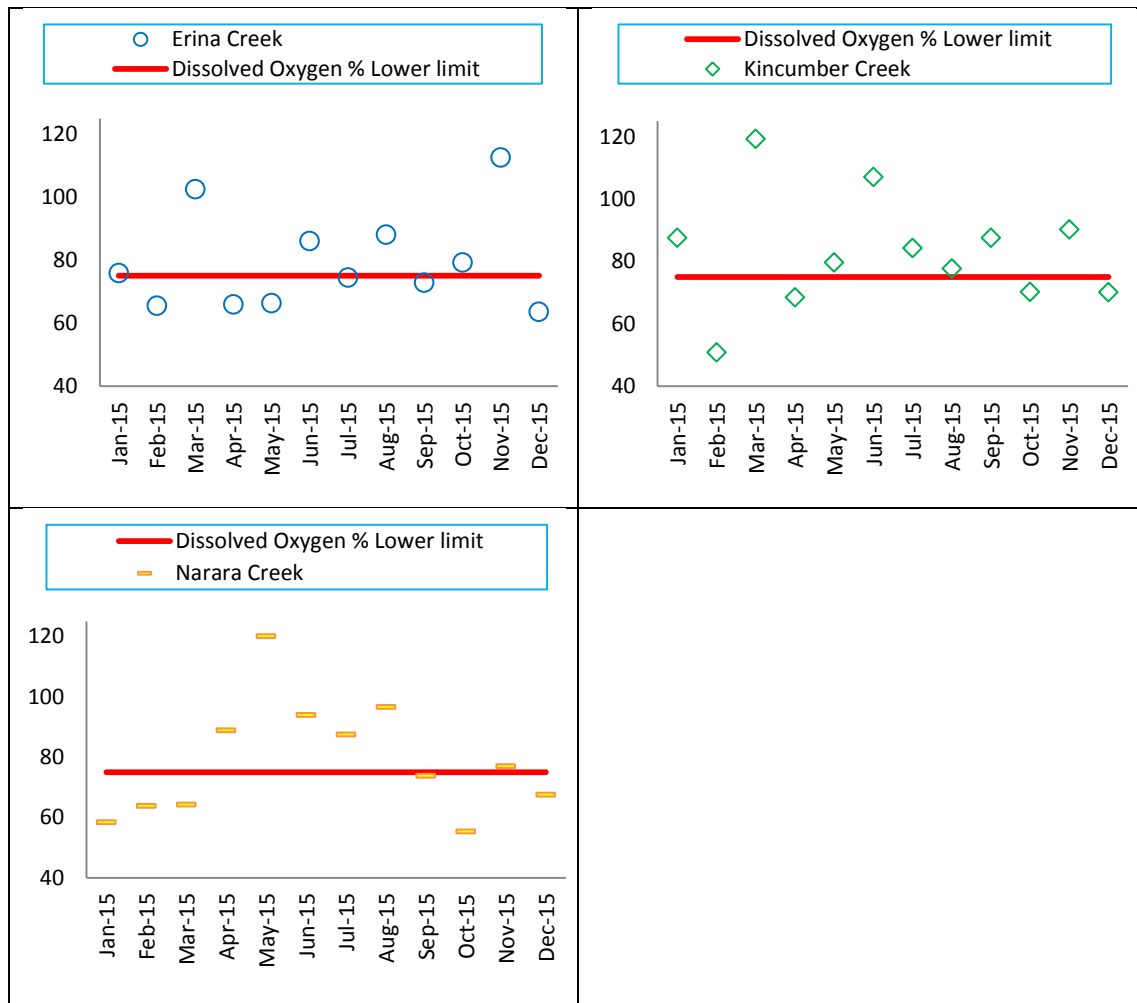 Erina Creek
Dissolved Oxygen % Lower limit
120
100
80
60
40
Jan-15
Feb-15
Mar-15
Apr-15
May-15
Jun-15
Jul-15
Aug-15
Sep-15
Oct-15
Nov-15
Dec-15
Dissolved Oxygen % Lower limit
Kincumber Creek
120
100
80
60
40
Jan-15
Feb-15
Mar-15
Apr-15
May-15
Jun-15
Jul-15
Aug-15
Sep-15
Oct-15
Nov-15
Dec-15
Dissolved Oxygen % Lower limit
Narara Creek
120
100
80
60
40
Jan-15
Feb-15
Mar-15
Apr-15
May-15
Jun-15
Jul-15
Aug-15
Sep-15
Oct-15
Nov-15
Dec-15